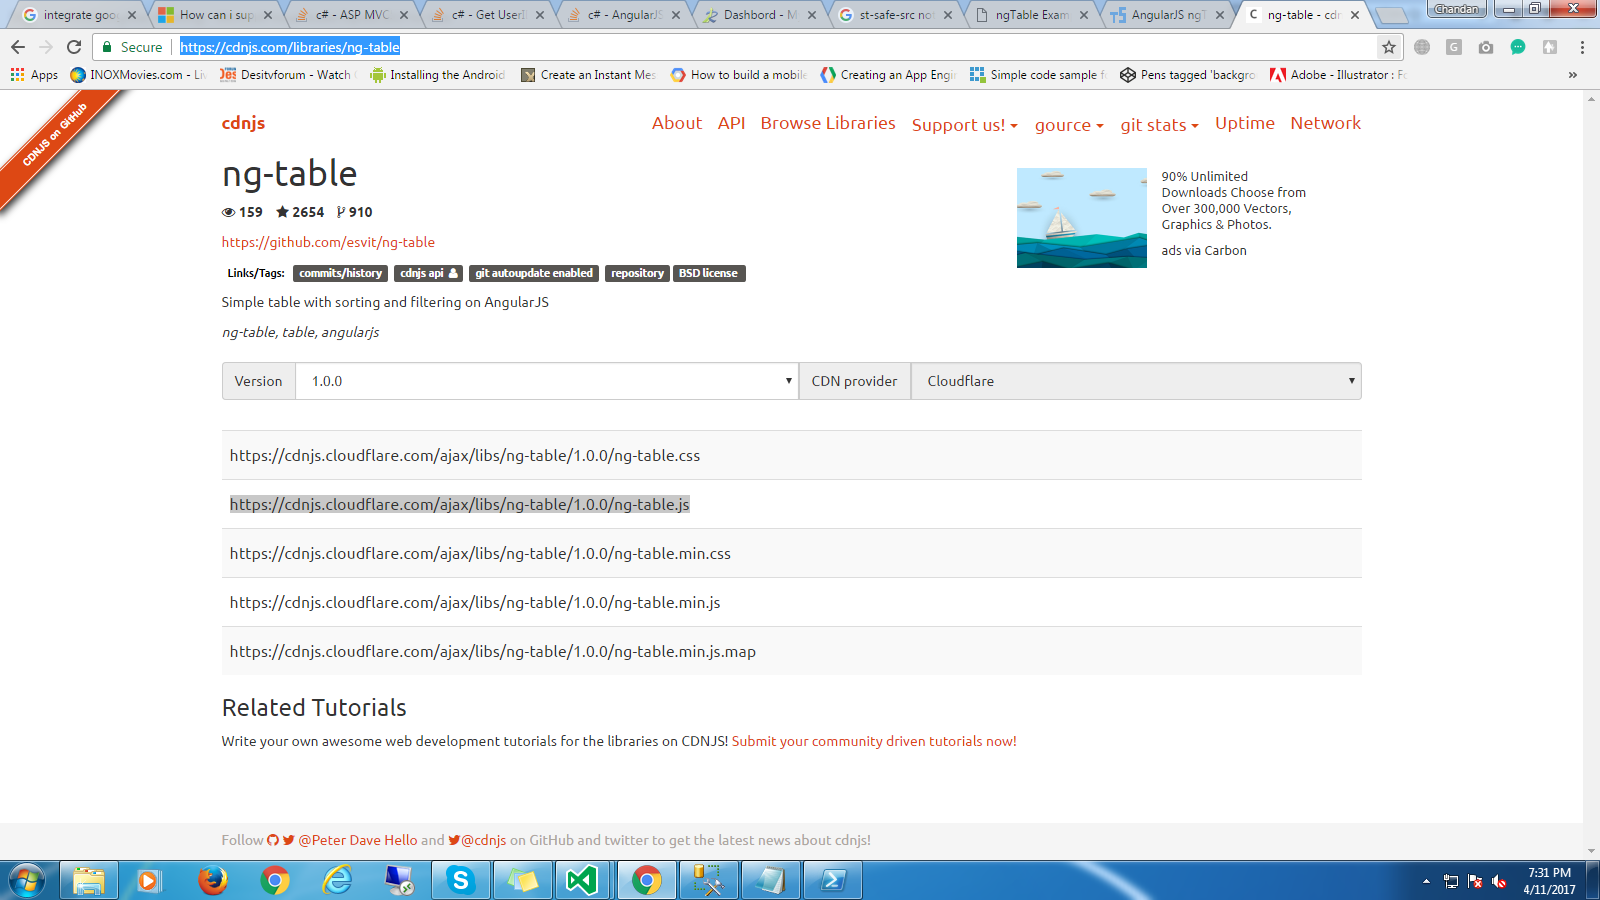 integrate goo
How can i sup
c# - ASP MVC
c# - Get UserI
c# - AngularJS
Dashbord - M
st-safe-src not
ngTable Exam
AngularJS ngT
ng-table - cdn
Chandan
Secure
https://cdnjs.com/libraries/ng-table
Apps
INOXMovies.com - Liv
Desitvforum - Watch
Installing the Android
Create an Instant Mes
How to build a mobile
Creating an App Engi
Simple code sample f
Pens tagged 'backgro
Adobe - Illustrator : Fo
CDNJS on GitHub
cdnjs
About API Browse Libraries Support us! gource git stats Uptime Network
ng-table
159 2654 910
https://github.com/esvit/ng-table
Links/Tags: commits/history cdnjs api git autoupdate enabled repository BSD license
Simple table with sorting and filtering on AngularJS
ng-table, table, angularjs
90% Unlimited
Downloads Choose from
Over 300,000 Vectors,
Graphics & Photos.
ads via Carbon
Version 1.0.0 CDN provider Cloudflare
https://cdnjs.cloudflare.com/ajax/libs/ng-table/1.0.0/ng-table.css
https://cdnjs.cloudflare.com/ajax/libs/ng-table/1.0.0/ng-table.js
https://cdnjs.cloudflare.com/ajax/libs/ng-table/1.0.0/ng-table.min.css
https://cdnjs.cloudflare.com/ajax/libs/ng-table/1.0.0/ng-table.min.js
https://cdnjs.cloudflare.com/ajax/libs/ng-table/1.0.0/ng-table.min.js.map
Related Tutorials
Write your own awesome web development tutorials for the libraries on CDNJS! Submit your community driven tutorials now!
Follow @Peter Dave Hello and @cdnjs on GitHub and twitter to get the latest news about cdnjs!
7:31 PM
4/11/2017